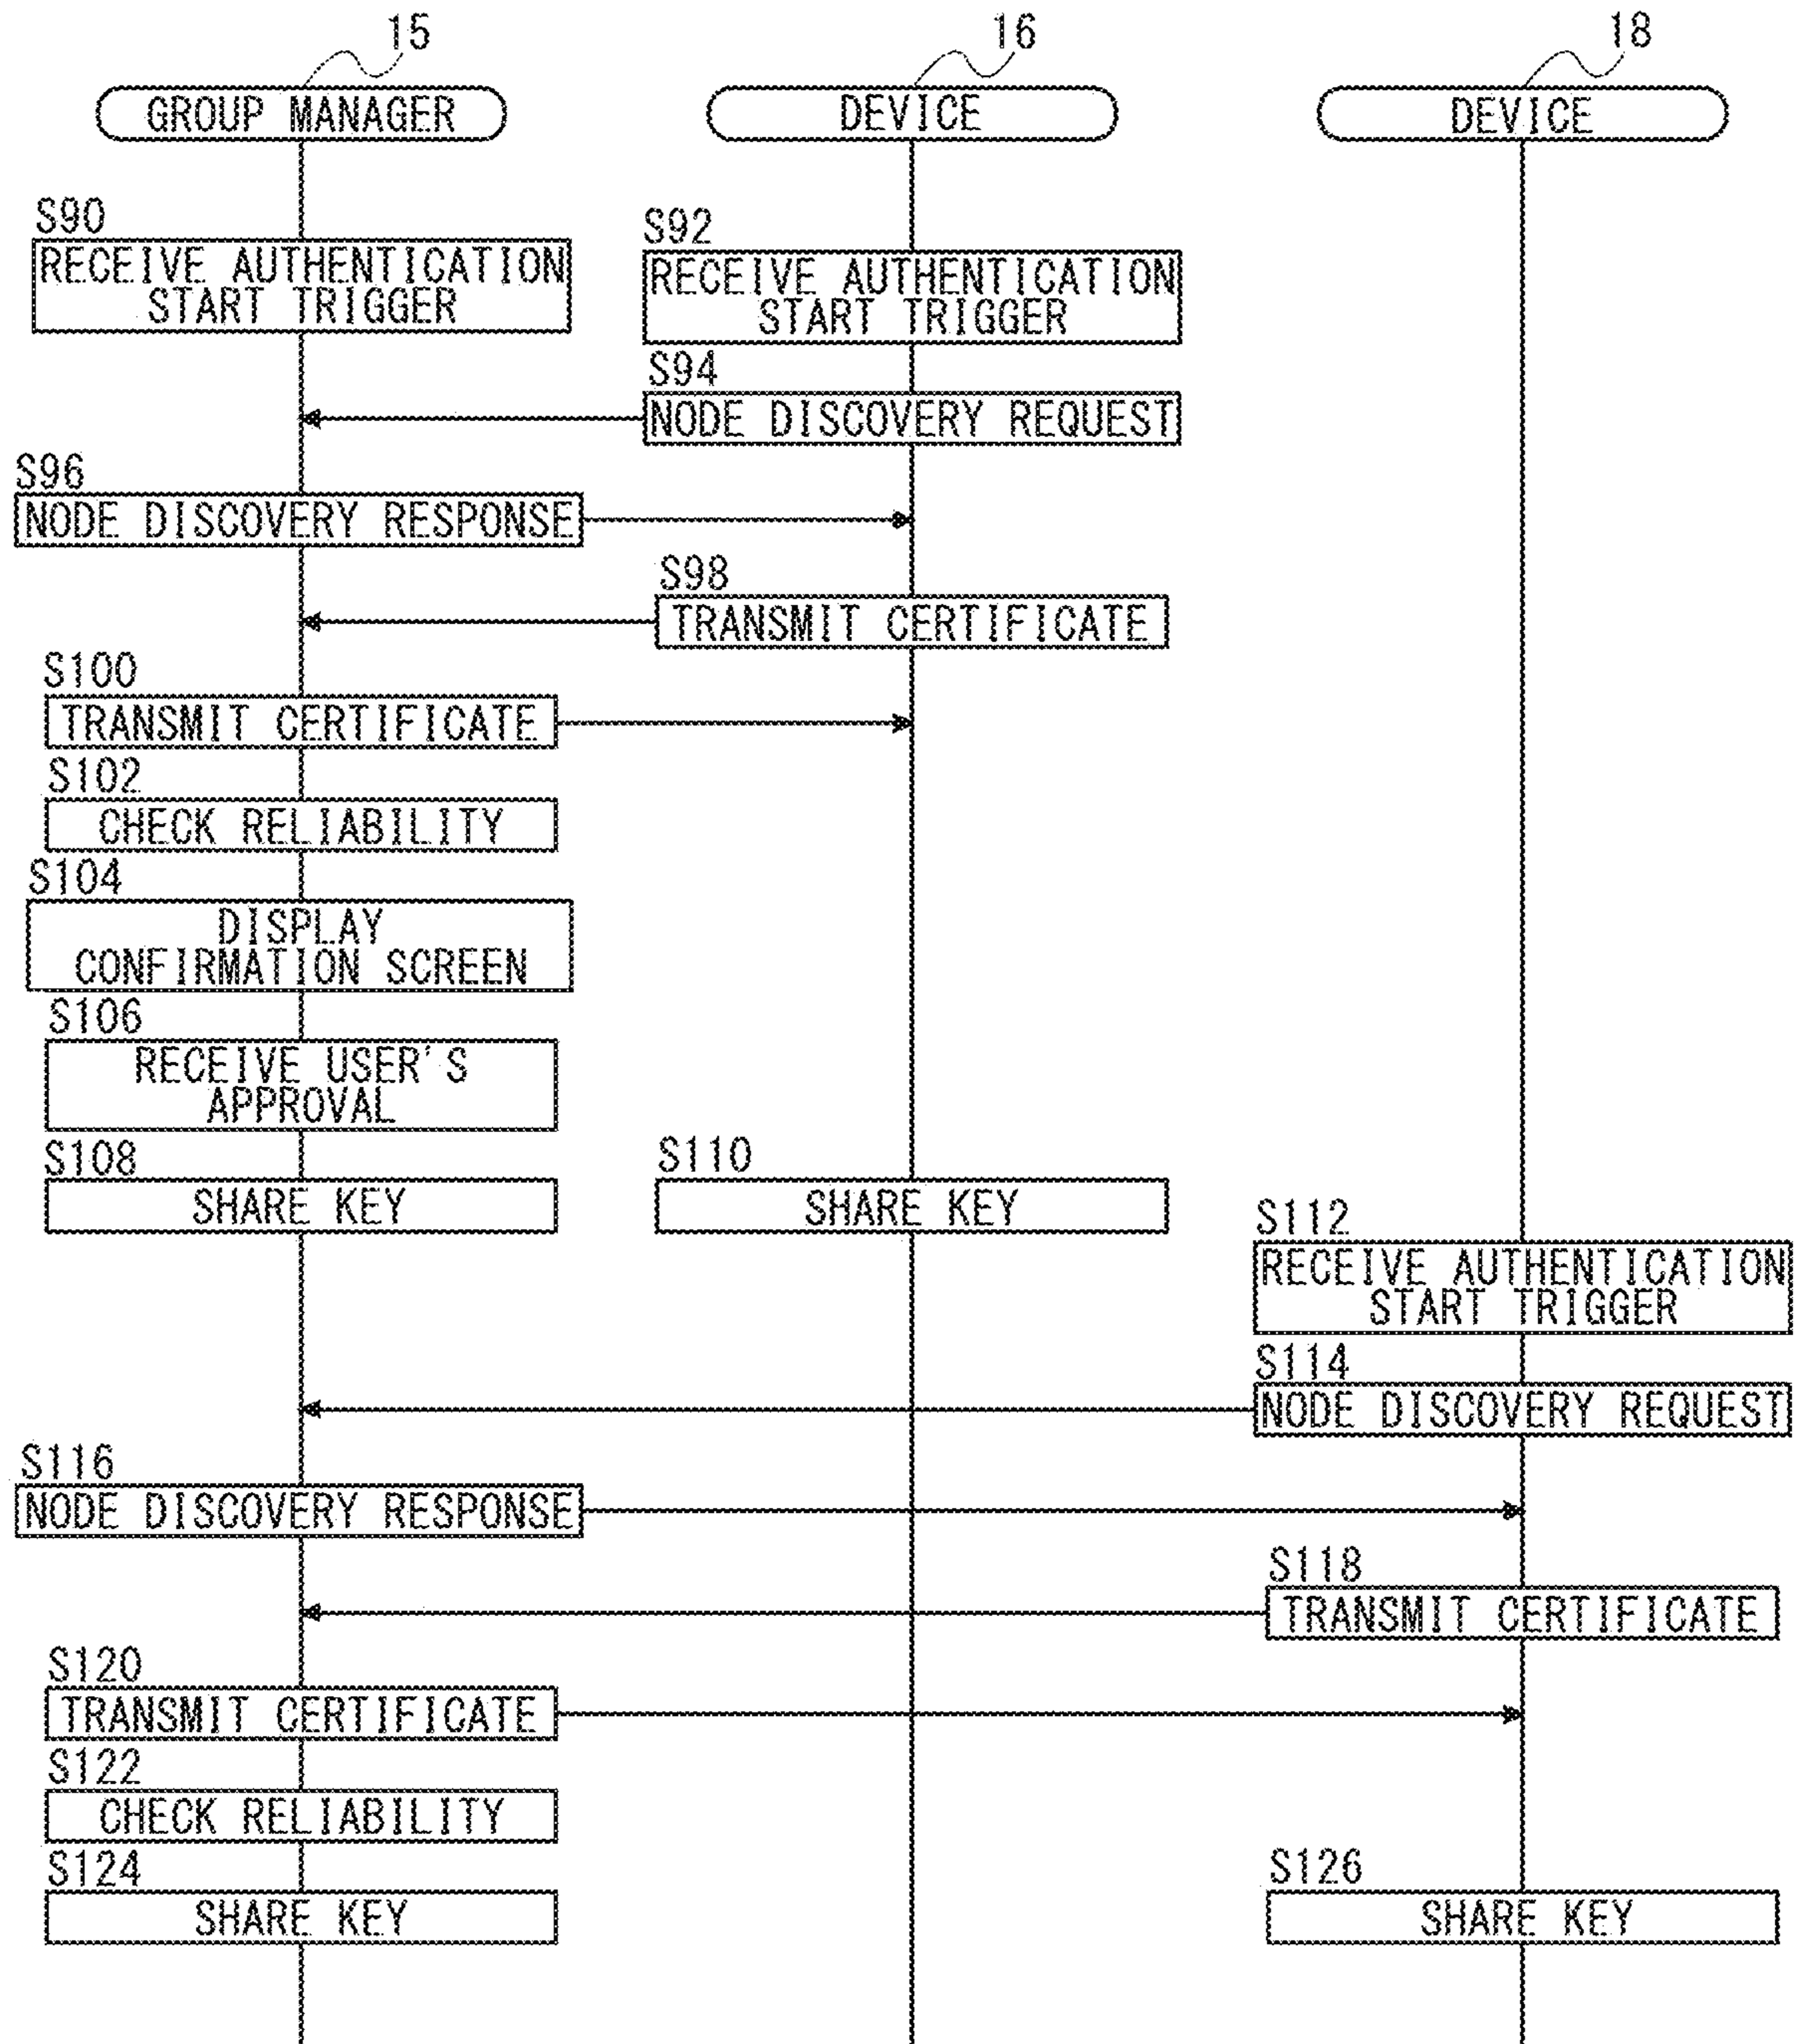 15
16
18
GROUP MANAGER
DEVICE
DEVICE
S90
RECEIVE AUTHENTICATION
START TRIGGER
S92
RECEIVE AUTHENTICATION
START TRIGGER
S94
NODE DISCOVERY REQUEST
S96
NODE DISCOVERY RESPONSE
S98
TRANSMIT CERTIFICATE
S100
TRANSMIT CERTIFICATE
S102
CHECK RELIABILITY
S104
DISPLAY
CONFIRMATION SCREEN
S106
RECEIVE USER'S
APPROVAL
S108
SHARE KEY
S110
SHARE KEY
S112
RECEIVE AUTHENTICATION
START TRIGGER
S114
NODE DISCOVERY REQUEST
S116
NODE DISCOVERY RESPONSE
S118
TRANSMIT CERTIFICATE
S120
TRANSMIT CERTIFICATE
S122
CHECK RELIABILITY
S124
SHARE KEY
S126
SHARE KEY